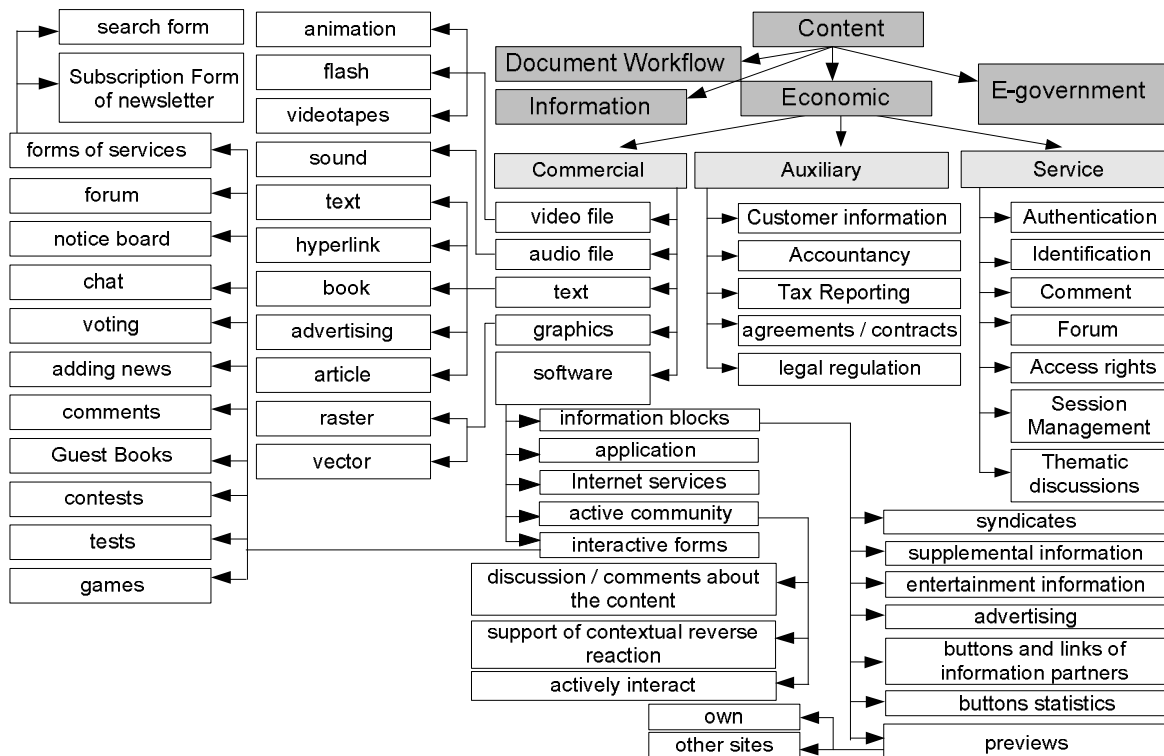 Content
Document Workflow
Information
Economic
E-government
Commercial
Auxiliary
Service
video file
audio file
text
graphics
software
Customer information
Accountancy
Tax Reporting
agreements / contracts
legal regulation
Authentication
Identification
Comment
Forum
Access rights
Session
Management
Thematic
discussions
animation
flash
videotapes
sound
text
hyperlink
book
advertising
article
raster
vector
search form
Subscription Form
of newsletter
forms of services
forum
notice board
chat
voting
adding news
comments
Guest Books
contests
tests
games
information blocks
application
Internet services
active community
interactive forms
discussion / comments about
the content
support of contextual reverse
reaction
actively interact
syndicates
supplemental information
entertainment information
advertising
buttons and links of
information partners
buttons statistics
previews
own
other sites